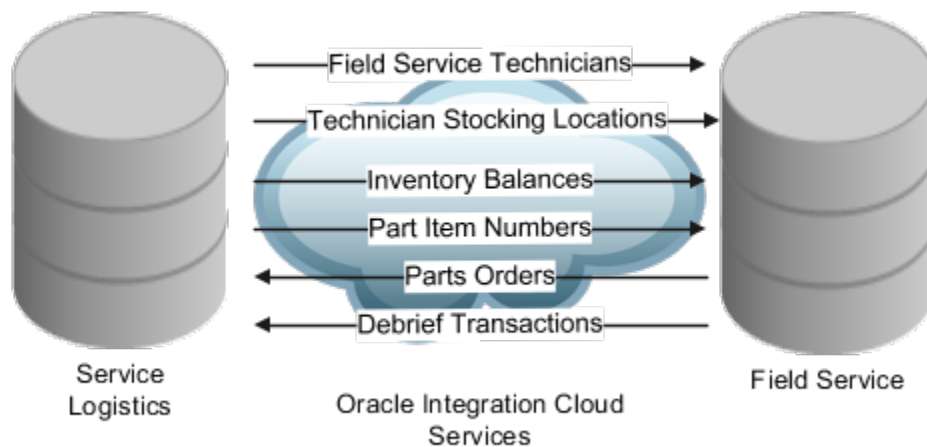 Field Service Technicians
Technician Stocking Locations
Inventory Balances
Part Item Numbers
Parts Orders
Debrief Transactions
Service
Logistics
Oracle Integration Cloud
Services
Field Service